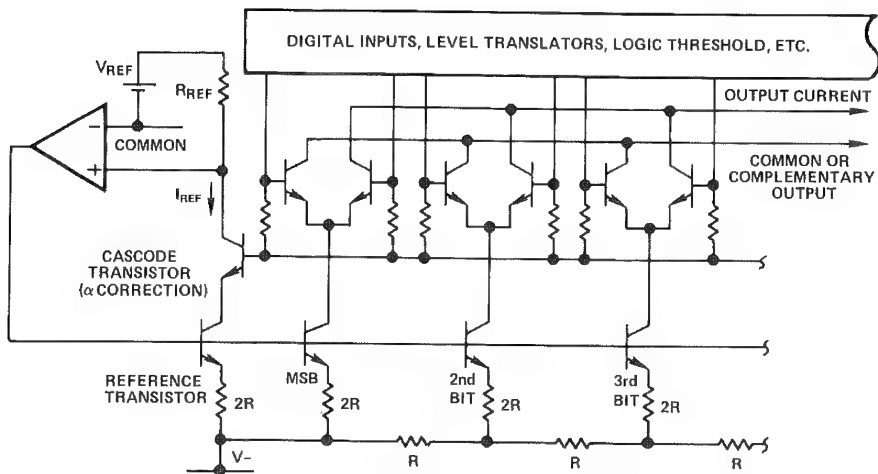 DIGITAL INPUTS, LEVEL TRANSLATORS, LOGIC THRESHOLD, ETC.
VREF
RREF
OUTPUT CURRENT
−
COMMON
+
COMMON OR
COMPLEMENTARY
OUTPUT
IREF
CASCODE
TRANSISTOR
(α CORRECTION)
REFERENCE
TRANSISTOR
2R
MSB
2R
2nd
BIT
2R
3rd
BIT
2R
V−
R
R
R